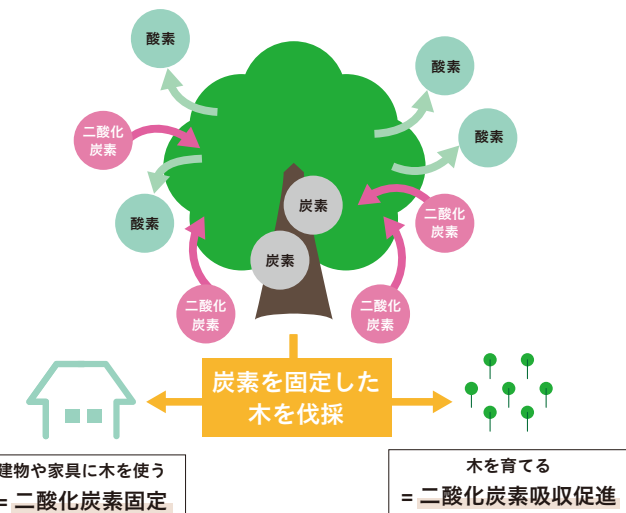 酸素
酸素
二酸化
炭素
酸素
炭素
酸素
二酸化
炭素
炭素
二酸化
炭素
二酸化
炭素
炭素を固定した
木を伐採
建物や家具に木を使う
= 二酸化炭素固定
木を育てる
= 二酸化炭素吸収促進